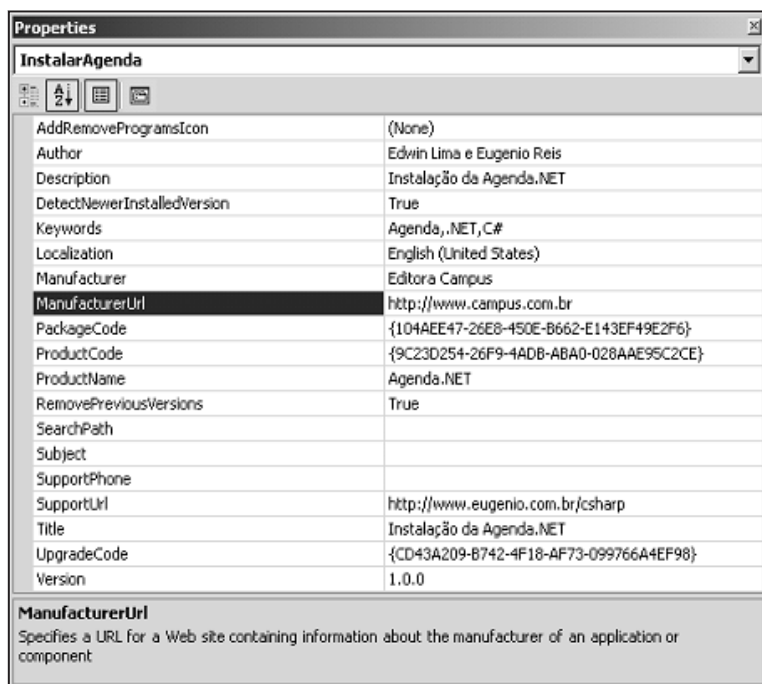 Properties
InstalarAgenda
AddRemoveProgramsIcon (None)
Author Edwin Lima e Eugenio Reis
Description Instalação da Agenda.NET
DetectNewerInstalledVersion True
Keywords Agenda,.NET,C#
Localization English (United States)
Manufacturer Editora Campus
ManufacturerUrl http://www.campus.com.br
PackageCode {104AEE47-26E8-450E-B662-E143EF49E2F6}
ProductCode {9C23D254-26F9-4ADB-ABA0-028AAE95C2CE}
ProductName Agenda.NET
RemovePreviousVersions True
SearchPath
Subject
SupportPhone
SupportUrl http://www.eugenio.com.br/csharp
Title Instalação da Agenda.NET
UpgradeCode {CD43A209-B742-4F18-AF73-099766A4EF98}
Version 1.0.0
ManufacturerUrl
Specifies a URL for a Web site containing information about the manufacturer of an application or
component